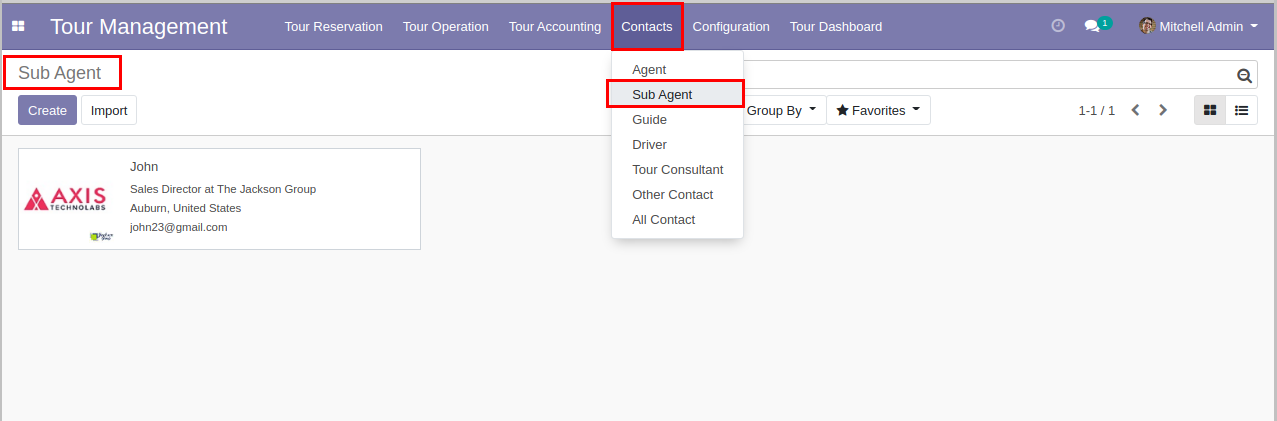 Tour Management Tour Reservation Tour Operation Tour Accounting Contacts Configuration Tour Dashboard 1 Mitchell Admin
Sub Agent
Create Import
Group By Favorites 1-1 / 1
Agent
Sub Agent
Guide
Driver
Tour Consultant
Other Contact
All Contact
John
Sales Director at The Jackson Group
Auburn, United States
john23@gmail.com
AXIS
TECHNOLABS